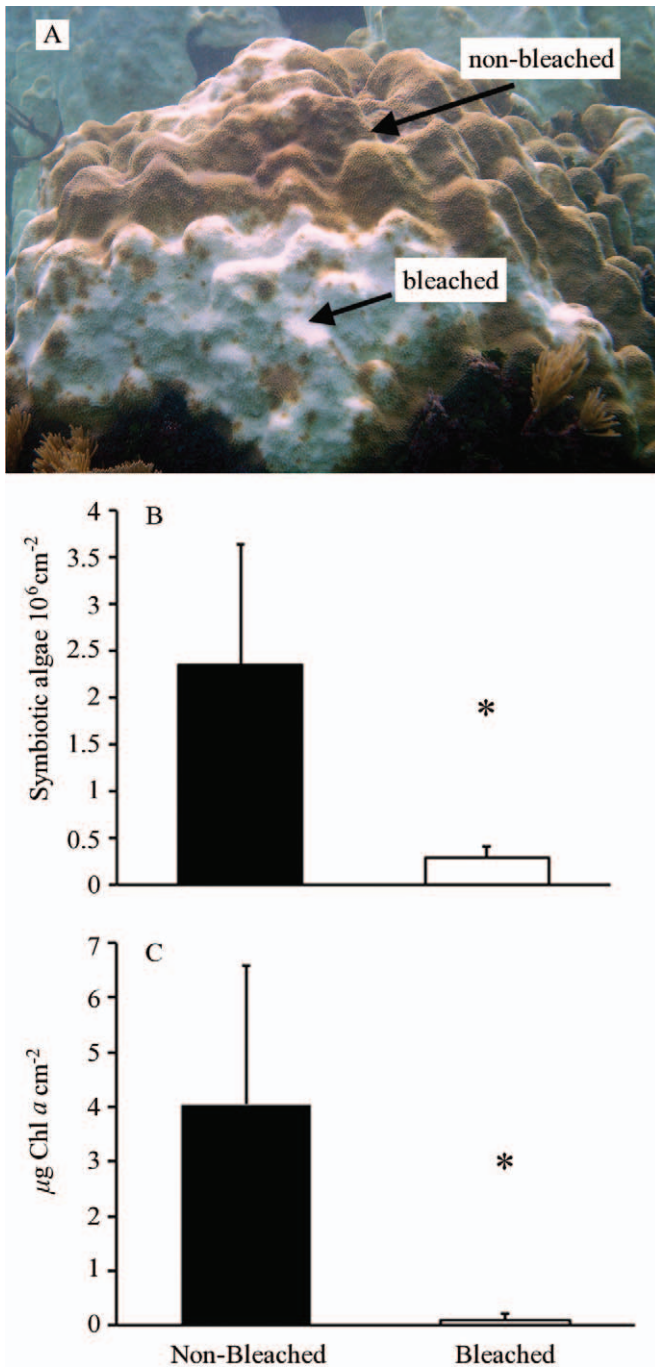 A
non-bleached
bleached
B
Symbiotic algae 10⁶cm⁻²
4
3.5
3
2.5
2
1.5
1
0.5
0
*
C
µg Chl a cm⁻²
7
6
5
4
3
2
1
0
*
Non-Bleached Bleached